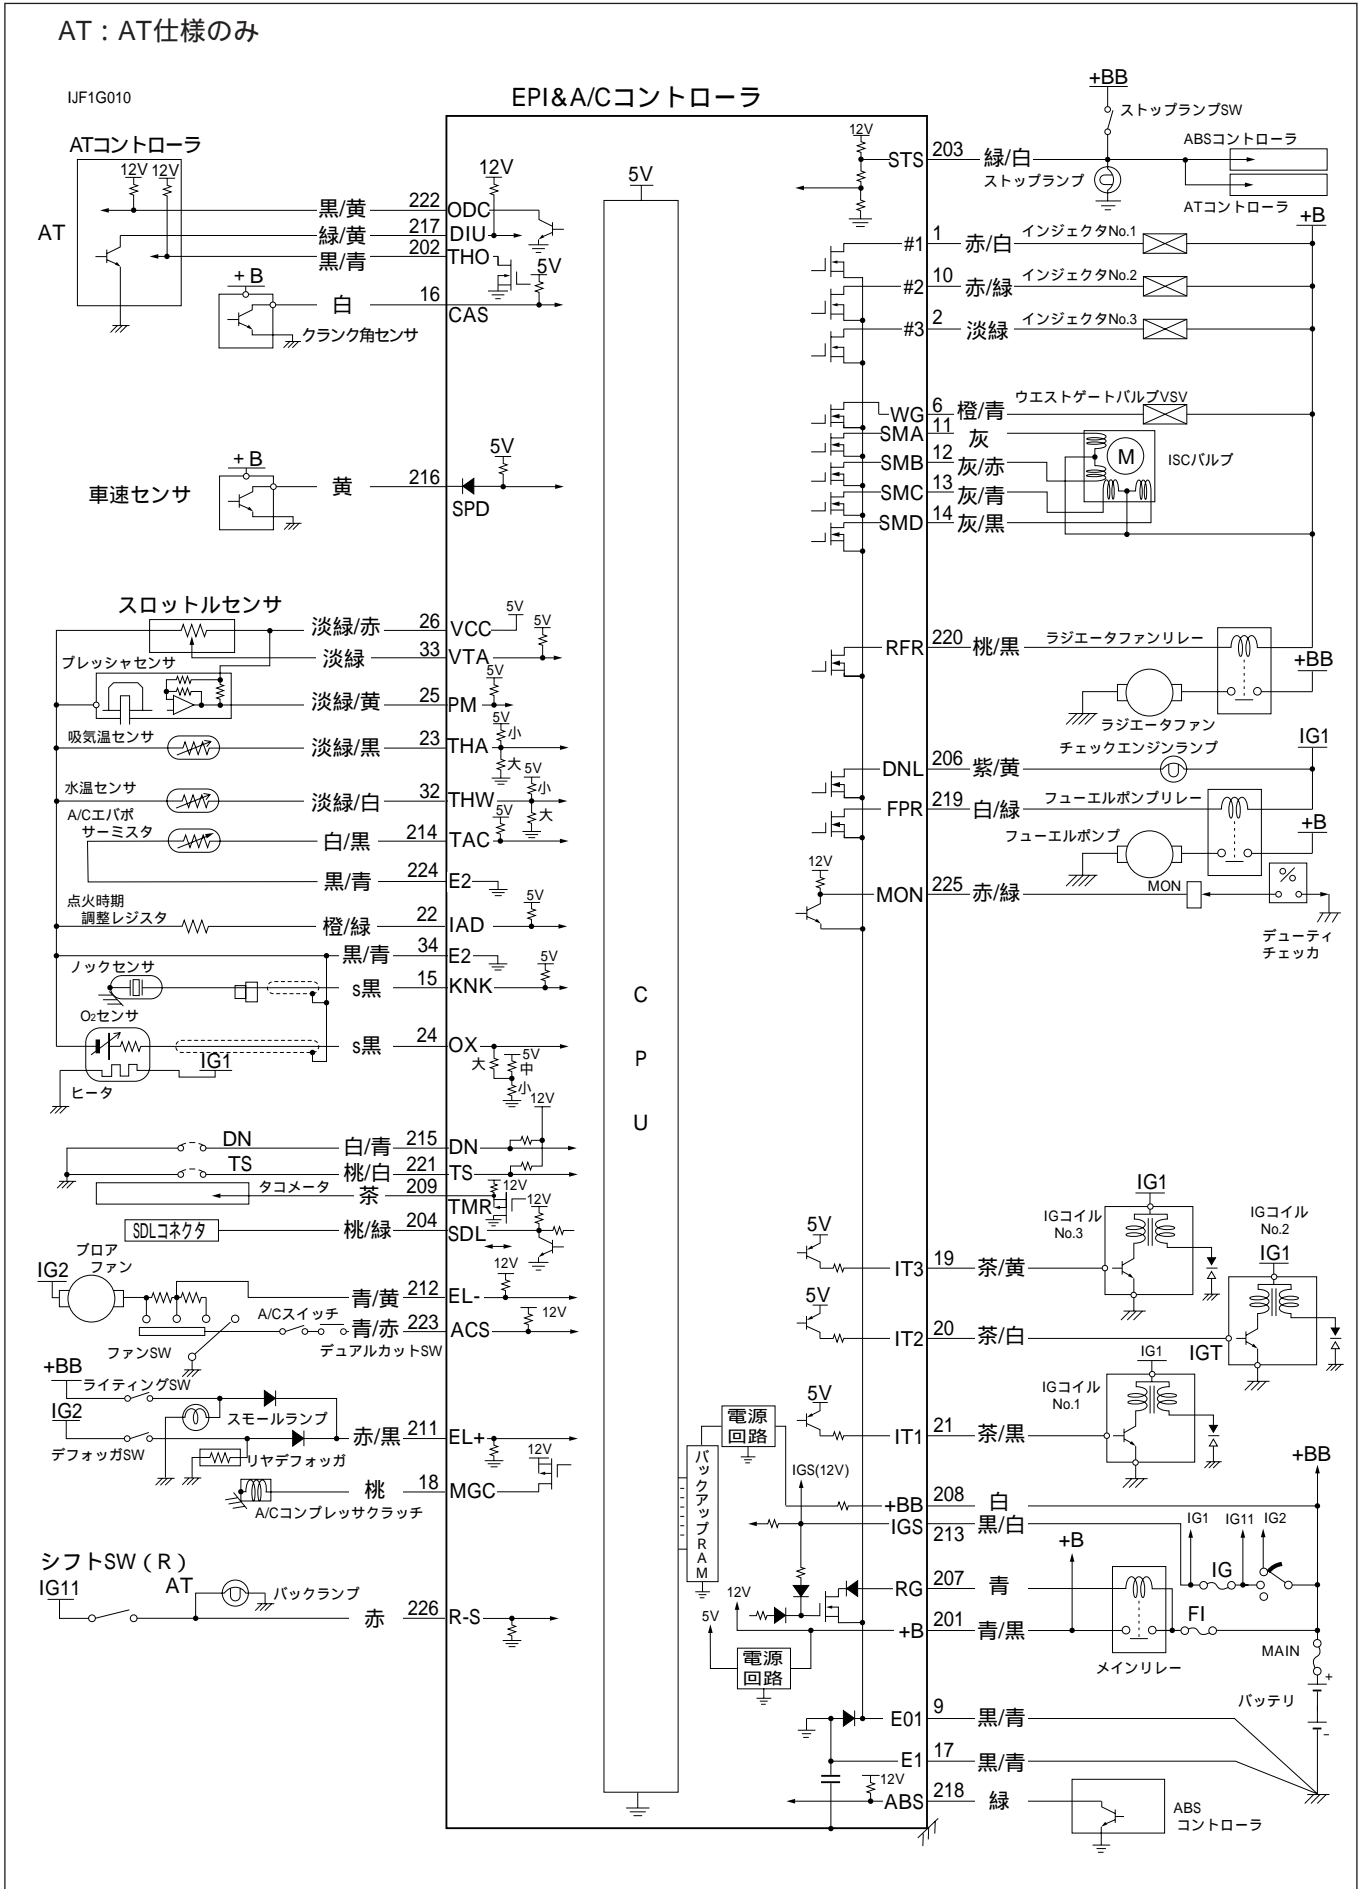 AT：AT仕様のみ
IJF1G010
EPI&A/Cコントローラ
ATコントローラ
12V 12V
AT
黒/黄 222 ODC
緑/黄 217 DIU
黒/青 202 THO
12V
5V
+B
白 16 CAS
クランク角センサ
5V
車速センサ
+B
黄 216 SPD
5V
スロットルセンサ
淡緑/赤 26 VCC 5V
淡緑 33 VTA 5V
プレッシャセンサ
淡緑/黄 25 PM 5V
吸気温センサ
淡緑/黒 23 THA 5V 小 大
水温センサ
淡緑/白 32 THW 5V 小 大
A/Cエバポ
サーミスタ
白/黒 214 TAC 5V
黒/青 224 E2
点火時期
調整レジスタ
橙/緑 22 IAD 5V
黒/青 34 E2
ノックセンサ
s黒 15 KNK 5V
O2センサ
s黒 24 OX
IG1
ヒータ
大 5V 中 小
12V
DN 白/青 215 DN
TS 桃/白 221 TS
タコメータ 茶 209 TMR 12V
SDLコネクタ 桃/緑 204 SDL 12V
ブロア
ファン
IG2
青/黄 212 EL- 12V
A/Cスイッチ
青/赤 223 ACS 12V
ファンSW
デュアルカットSW
+BB
ライティングSW
IG2
スモールランプ
デフォッガSW
赤/黒 211 EL+
リヤデフォッガ
桃 18 MGC 12V
A/Cコンプレッサクラッチ
シフトSW（R）
IG11
AT
バックランプ
赤 226 R-S
C
P
U
+BB
ストップランプSW
12V
STS 203 緑/白
ストップランプ
ABSコントローラ
ATコントローラ
+B
#1 1 赤/白 インジェクタNo.1
#2 10 赤/緑 インジェクタNo.2
#3 2 淡緑 インジェクタNo.3
WG 6 橙/青 ウエストゲートバルブVSV
SMA 11 灰
SMB 12 灰/赤
SMC 13 灰/青
SMD 14 灰/黒
M
ISCバルブ
RFR 220 桃/黒 ラジエータファンリレー
+BB
ラジエータファン
チェックエンジンランプ
IG1
DNL 206 紫/黄
FPR 219 白/緑 フューエルポンプリレー
+B
フューエルポンプ
12V
MON 225 赤/緑 MON
%
デューティ
チェッカ
IG1
IGコイル
No.3
IGコイル
No.2
IG1
5V
IT3 19 茶/黄
5V
IT2 20 茶/白 IGT
IG1
IGコイル
No.1
5V
IT1 21 茶/黒
電源
回路
バックアップRAM
IGS(12V)
+BB
+BB 208 白
IGS 213 黒/白
IG1 IG11 IG2
+B
IG
RG 207 青
12V
5V
FI
+B 201 青/黒
メインリレー
MAIN
電源
回路
+
バッテリ
-
E01 9 黒/青
E1 17 黒/青
12V
ABS 218 緑
ABS
コントローラ